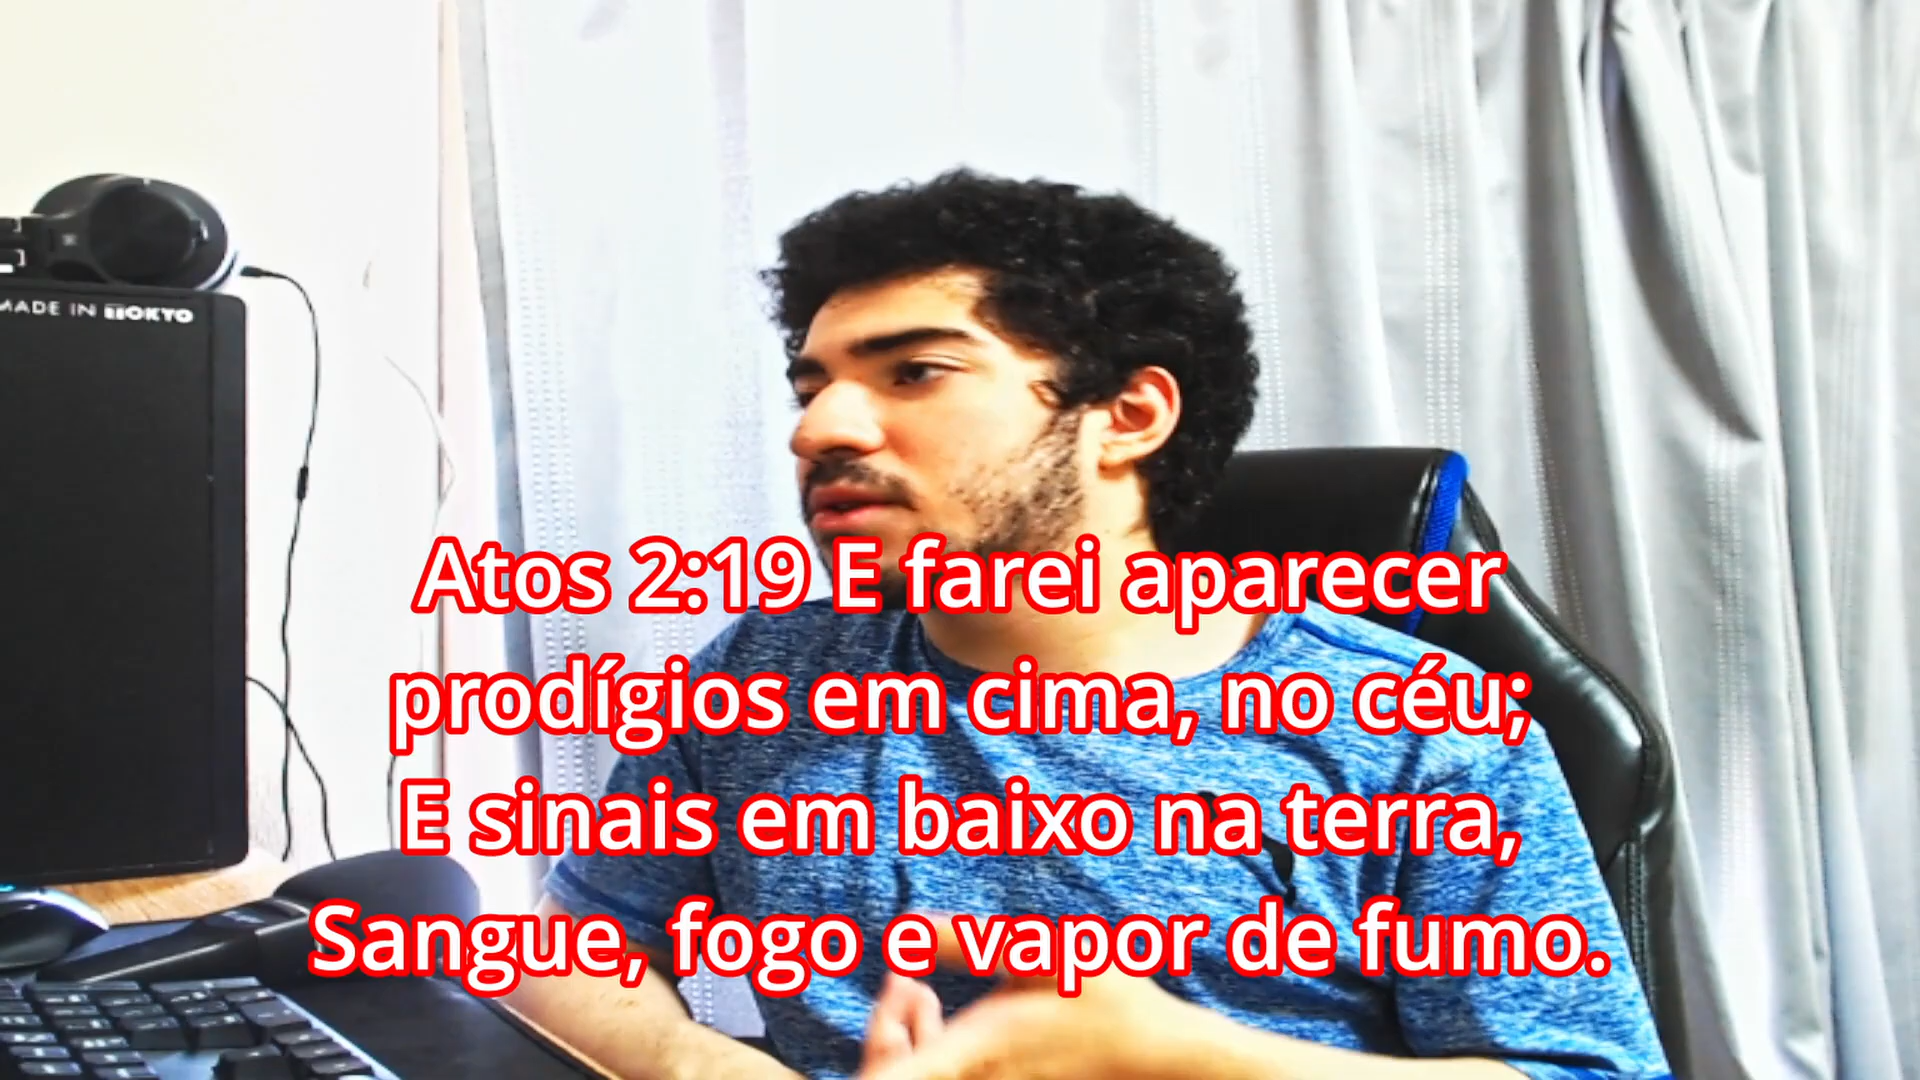 MADE IN TOKYO
Atos 2:19 E farei aparecer
prodígios em cima, no céu;
E sinais em baixo na terra,
Sangue, fogo e vapor de fumo.